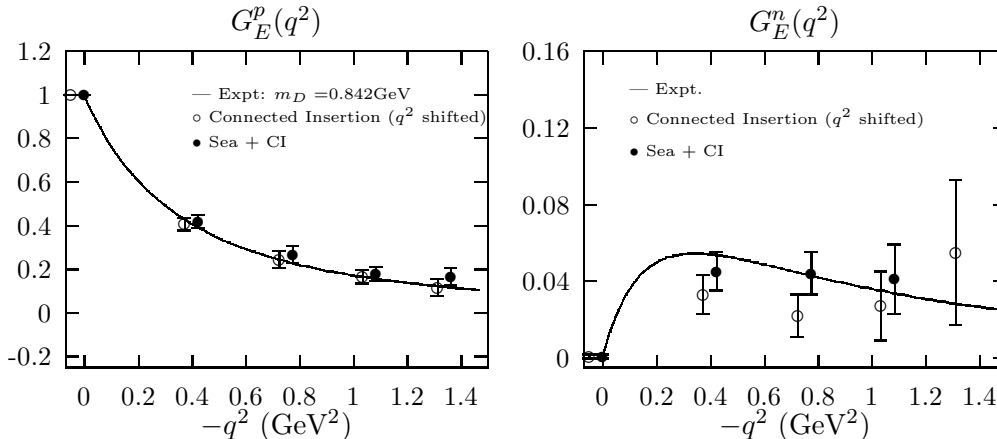 G_E^p(q^2)
1.2
1
0.8
0.6
0.4
0.2
0
-0.2
— Expt: m_D =0.842GeV
○ Connected Insertion (q^2 shifted)
● Sea + CI
0 0.2 0.4 0.6 0.8 1 1.2 1.4
−q^2 (GeV^2)
G_E^n(q^2)
0.16
0.12
0.08
0.04
0
— Expt.
○ Connected Insertion (q^2 shifted)
● Sea + CI
0 0.2 0.4 0.6 0.8 1 1.2 1.4
−q^2 (GeV^2)